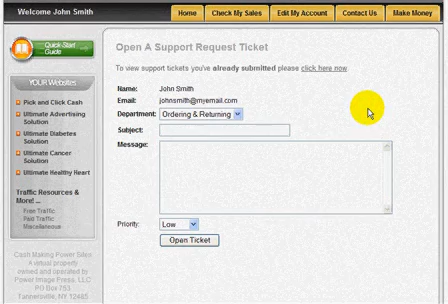 Welcome John Smith
Home
Check My Sales
Edit My Account
Contact Us
Make Money
Quick-Start
Guide
YOUR Websites
Pick and Click Cash
Ultimate Advertising
Solution
Ultimate Diabetes
Solution
Ultimate Cancer
Solution
Ultimate Healthy Heart
Traffic Resources &
More! ...
Free Traffic
Paid Traffic
Miscellaneous
Cash Making Power Sites
A virtual property
owned and operated by
Power Image Press, LLC
PO Box 753
Tannersville, NY 12485
Open A Support Request Ticket
To view support tickets you've already submitted please click here now.
Name: John Smith
Email: johnsmith@myemail.com
Department: Ordering & Returning
Subject:
Message:
Priority: Low
Open Ticket